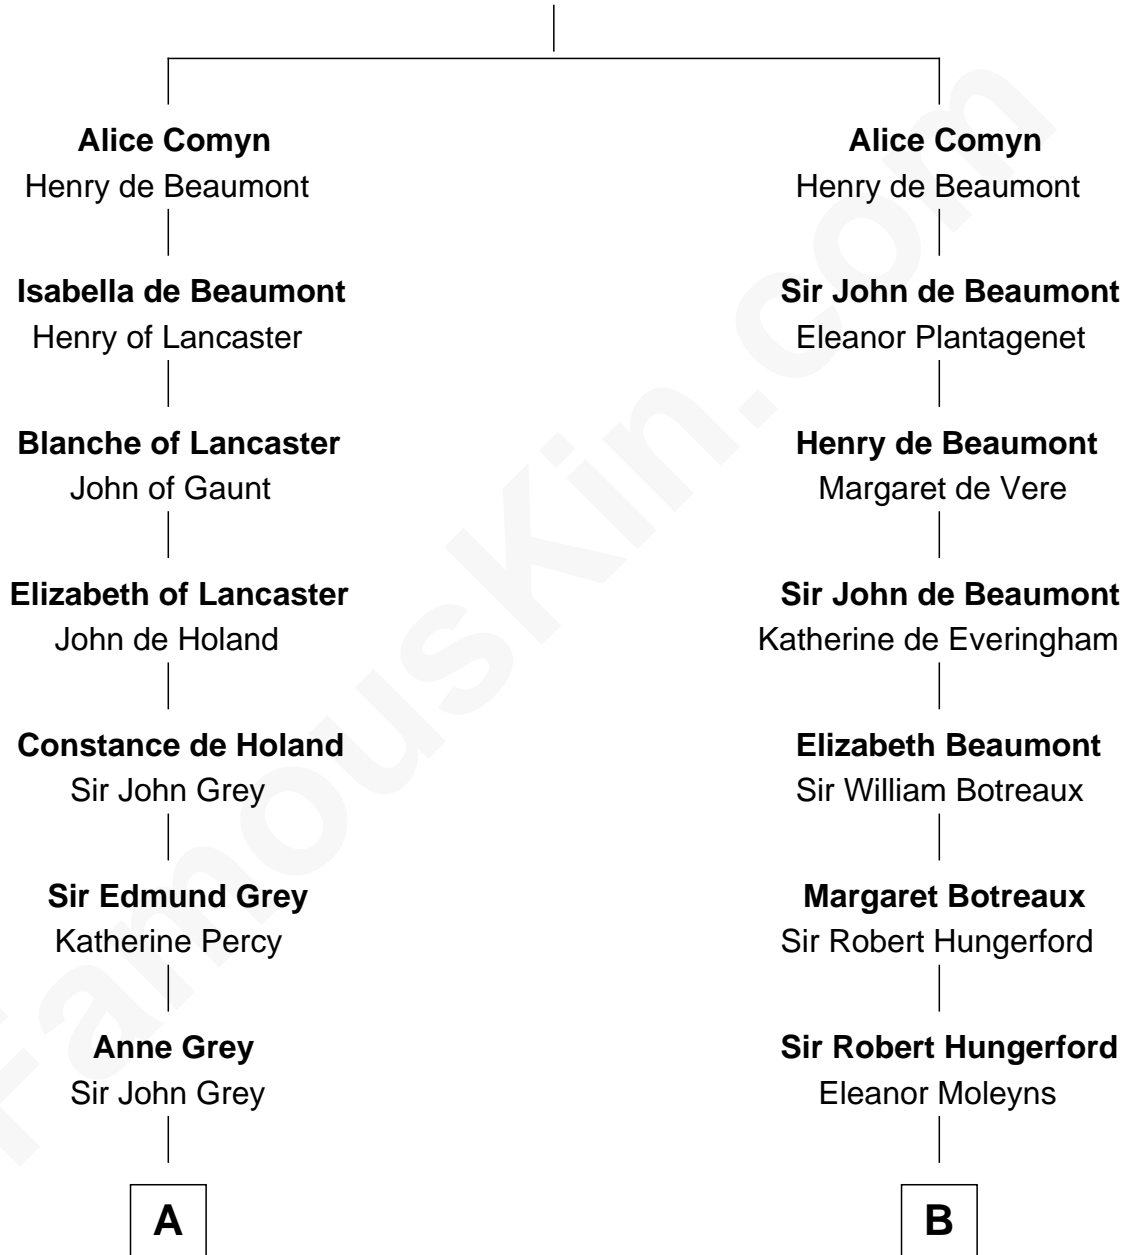 Alice Comyn
Henry de Beaumont
Isabella de Beaumont
Henry of Lancaster
Blanche of Lancaster
John of Gaunt
Elizabeth of Lancaster
John de Holand
Constance de Holand
Sir John Grey
Sir Edmund Grey
Katherine Percy
Anne Grey
Sir John Grey
A
Alice Comyn
Henry de Beaumont
Sir John de Beaumont
Eleanor Plantagenet
Henry de Beaumont
Margaret de Vere
Sir John de Beaumont
Katherine de Everingham
Elizabeth Beaumont
Sir William Botreaux
Margaret Botreaux
Sir Robert Hungerford
Sir Robert Hungerford
Eleanor Moleyns
B
FamousKin.com